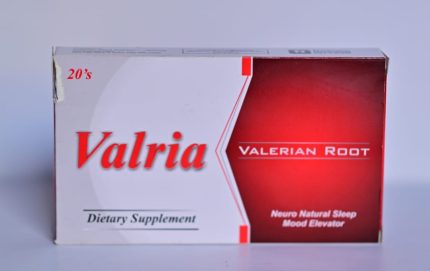 20's
Valria
VALERIAN ROOT
Dietary Supplement
Neuro Natural Sleep
Mood Elevator